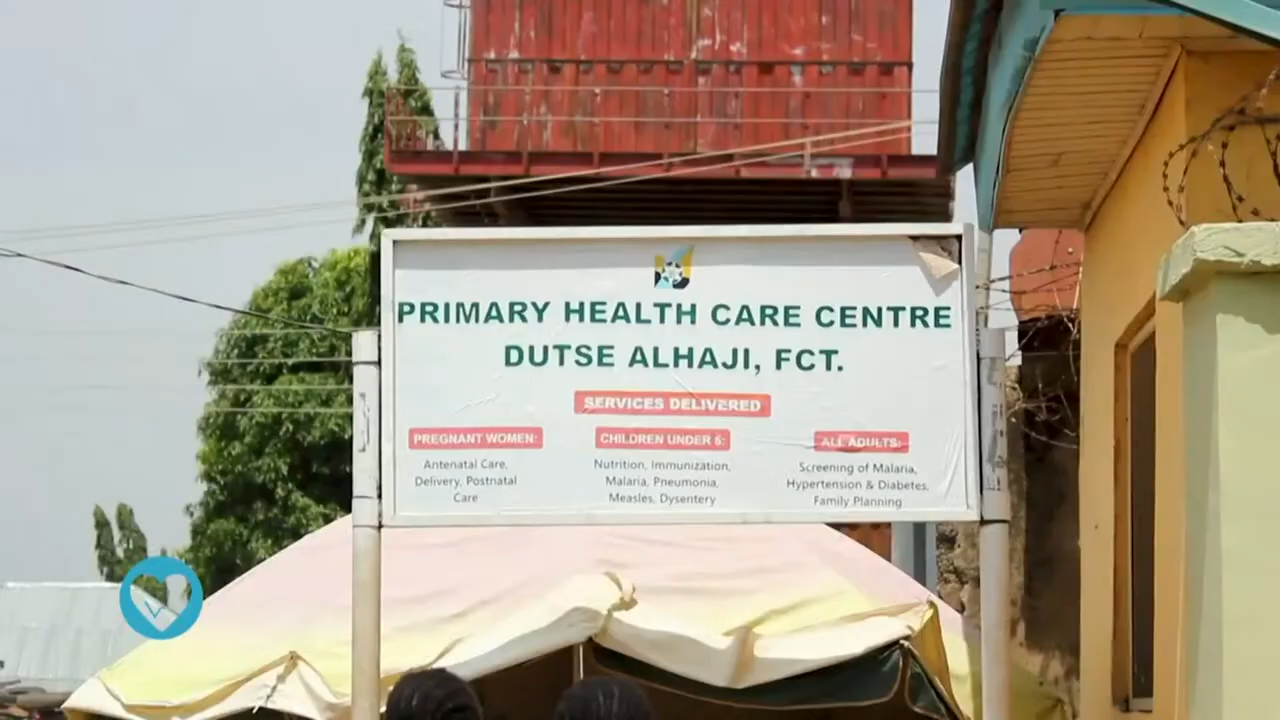 PRIMARY HEALTH CARE CENTRE
DUTSE ALHAJI, FCT.
SERVICES DELIVERED
PREGNANT WOMEN:
Antenatal Care,
Delivery, Postnatal
Care
CHILDREN UNDER 5:
Nutrition, Immunization,
Malaria, Pneumonia,
Measles, Dysentery
ALL ADULTS:
Screening of Malaria,
Hypertension & Diabetes,
Family Planning